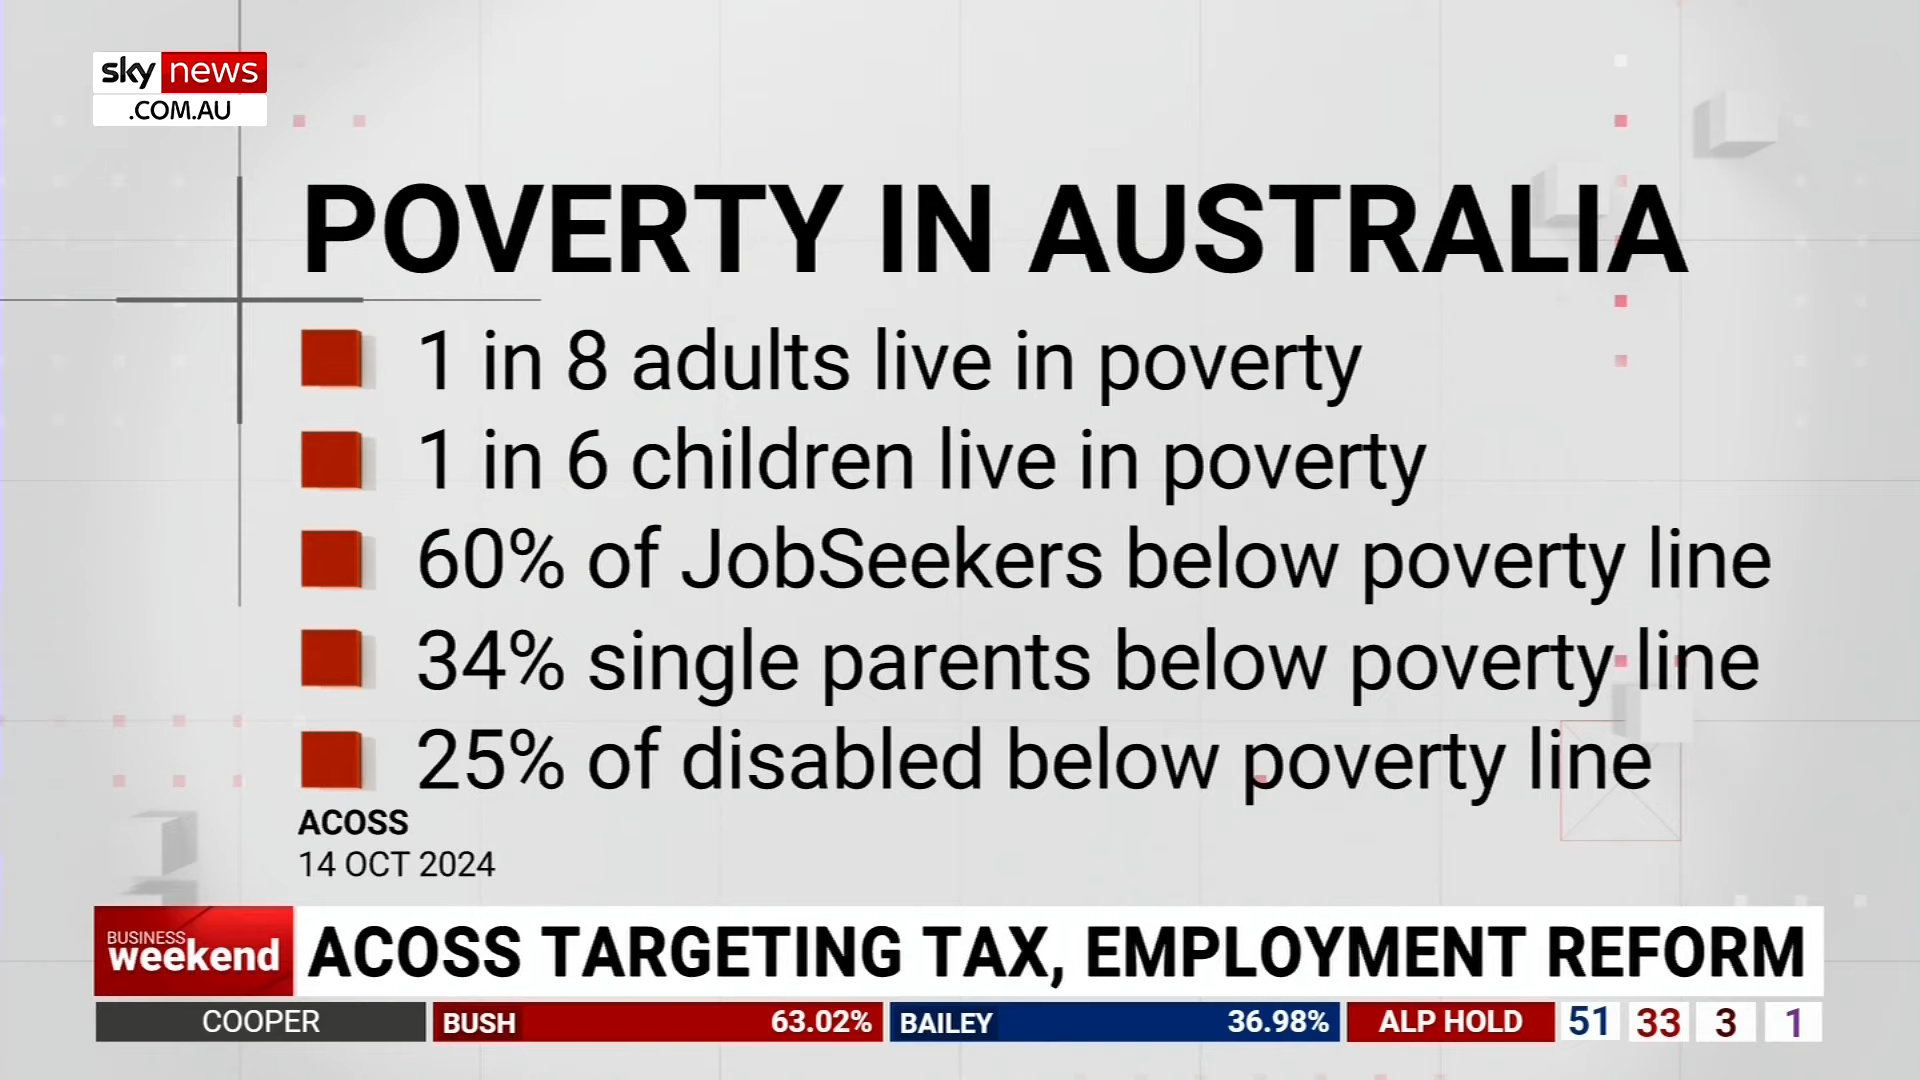 sky news
.COM.AU
POVERTY IN AUSTRALIA
1 in 8 adults live in poverty
1 in 6 children live in poverty
60% of JobSeekers below poverty line
34% single parents below poverty line
25% of disabled below poverty line
ACOSS
14 OCT 2024
BUSINESS
weekend
ACOSS TARGETING TAX, EMPLOYMENT REFORM
COOPER BUSH 63.02% BAILEY 36.98% ALP HOLD 51 33 3 1